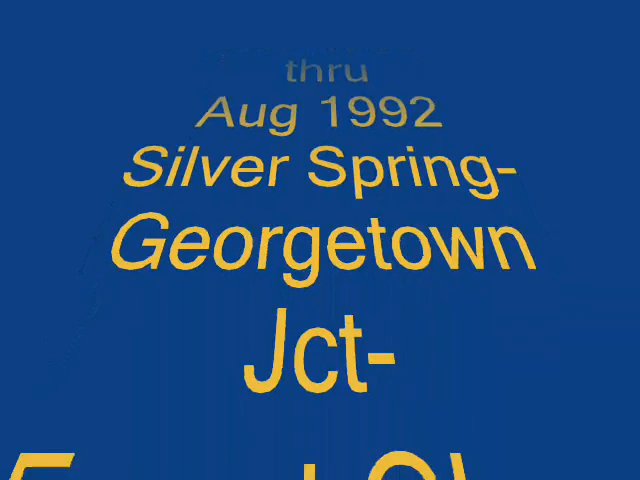 thru
Aug 1992
Silver Spring-
Georgetown
Jct-